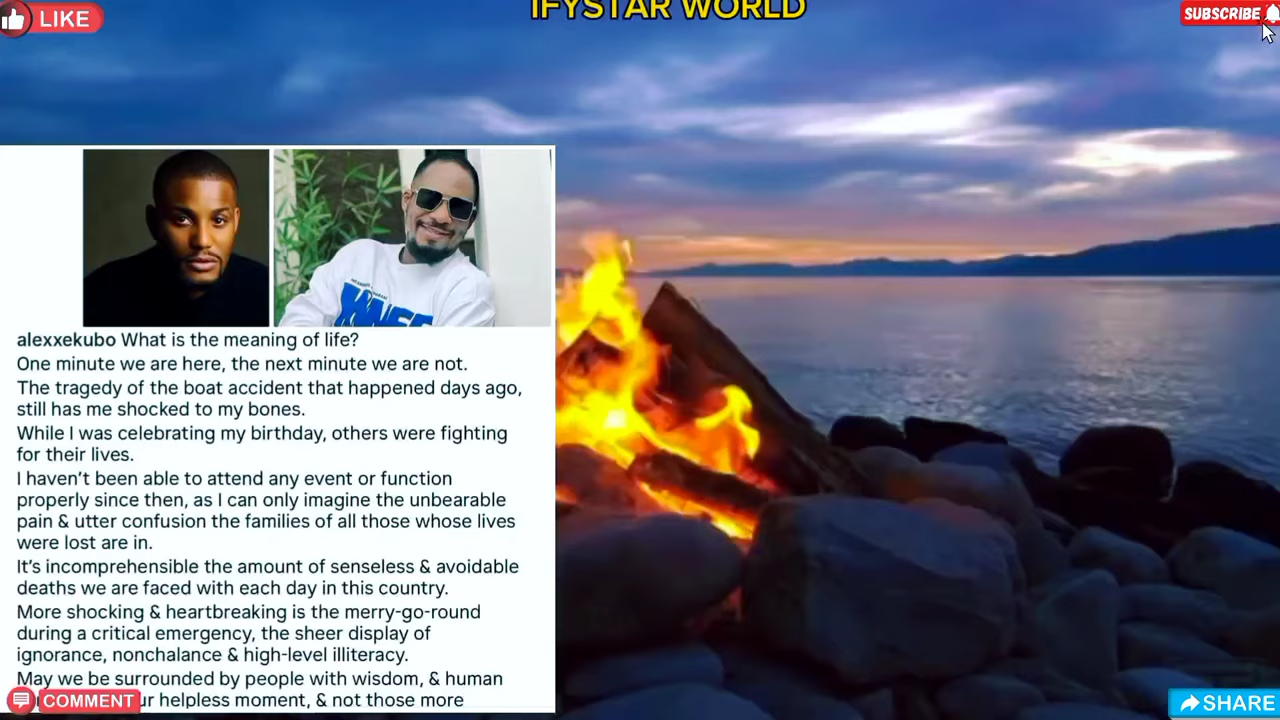 IFYSTAR WORLD
LIKE
SUBSCRIBE
alexxekubo What is the meaning of life?
One minute we are here, the next minute we are not.
The tragedy of the boat accident that happened days ago,
still has me shocked to my bones.
While I was celebrating my birthday, others were fighting
for their lives.
I haven't been able to attend any event or function
properly since then, as I can only imagine the unbearable
pain & utter confusion the families of all those whose lives
were lost are in.
It's incomprehensible the amount of senseless & avoidable
deaths we are faced with each day in this country.
More shocking & heartbreaking is the merry-go-round
during a critical emergency, the sheer display of
ignorance, nonchalance & high-level illiteracy.
May we be surrounded by people with wisdom, & human
helpless moment, & not those more
COMMENT
SHARE